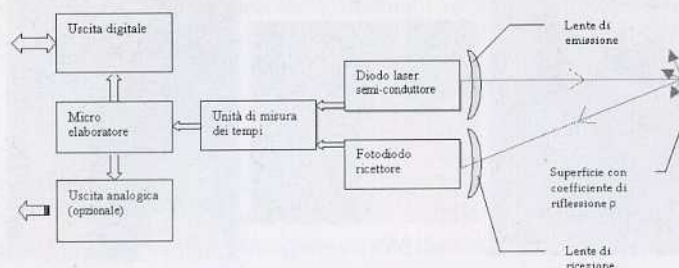 Uscita digitale
Micro
elaboratore
Uscita analogica
(opzionale)
Unità di misura
dei tempi
Diodo laser
semi-conduttore
Fotodiodo
ricettore
Lente di
emissione
Superficie con
coefficiente di
riflessione ρ
Lente di
ricezione